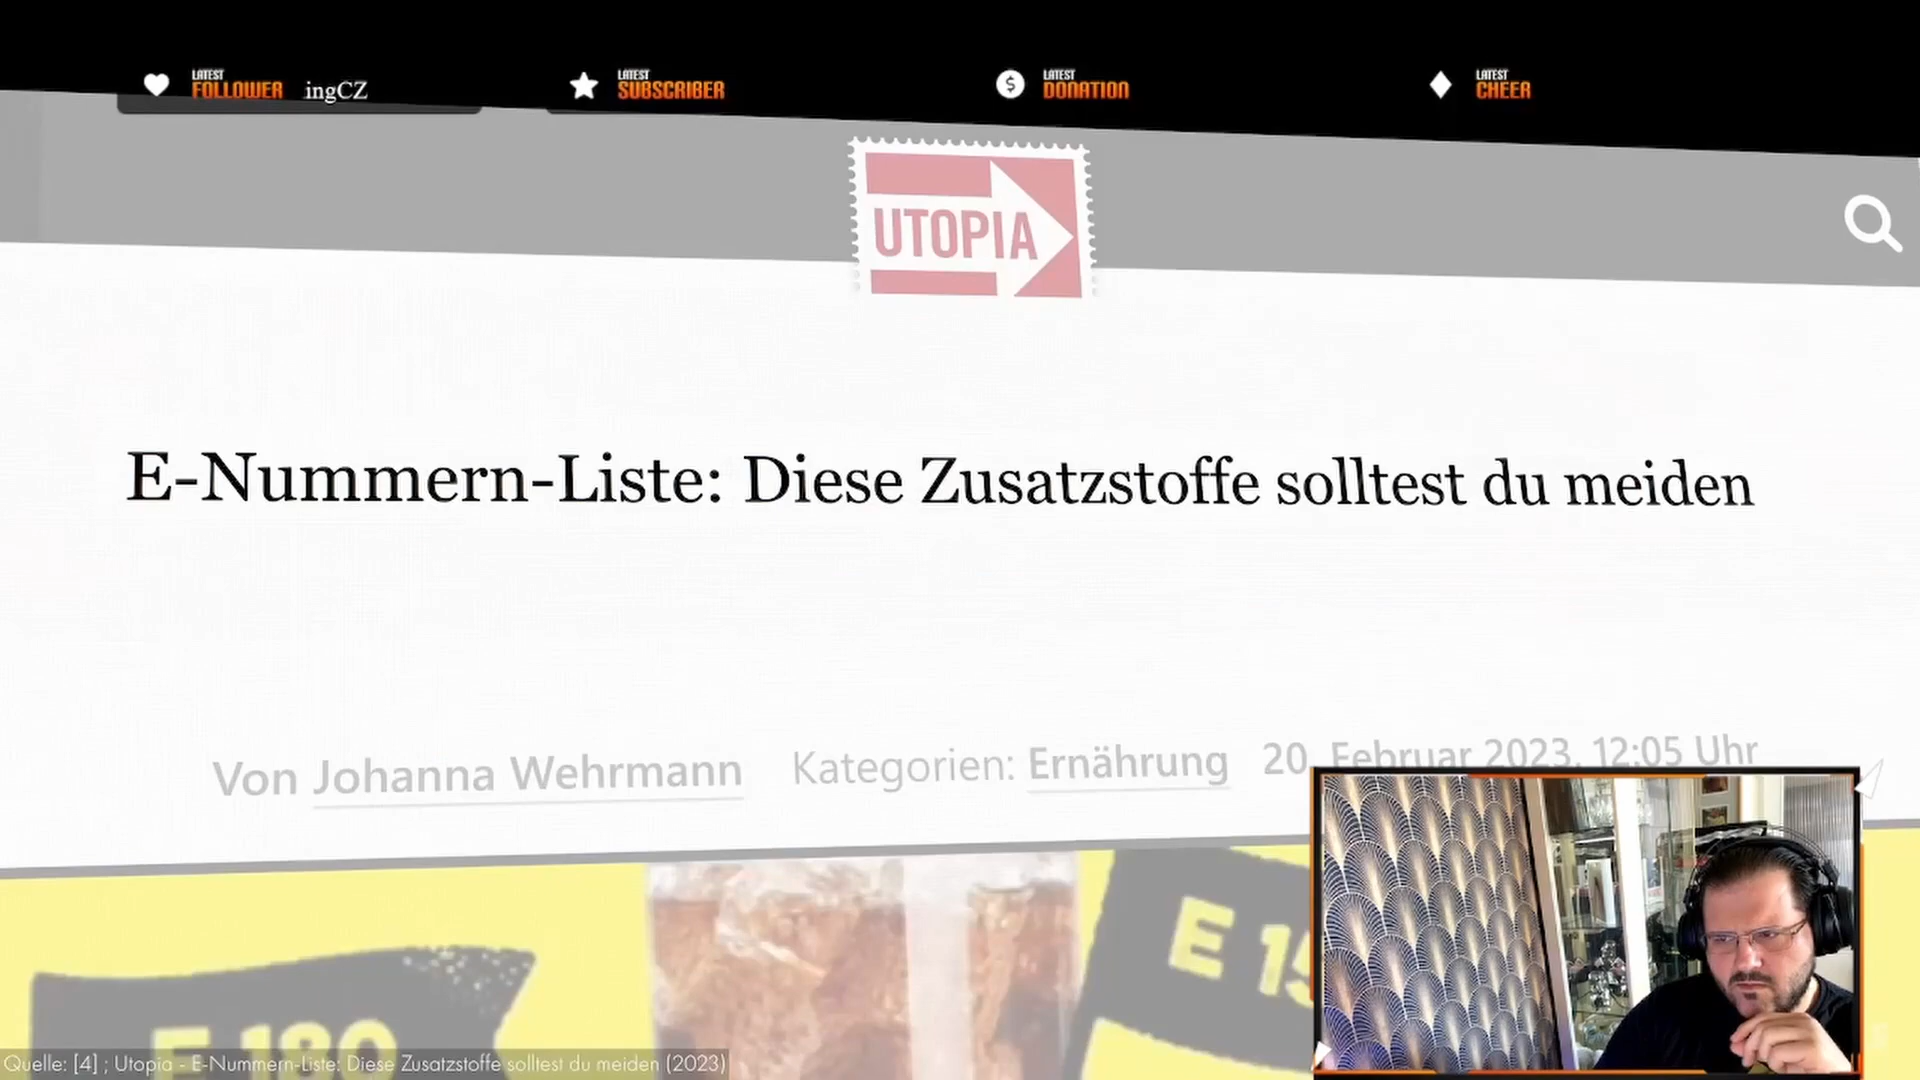 LATEST
FOLLOWER ingCZ
LATEST
SUBSCRIBER
LATEST
DONATION
LATEST
CHEER
UTOPIA
E-Nummern-Liste: Diese Zusatzstoffe solltest du meiden
Von Johanna Wehrmann Kategorien: Ernährung 20. Februar 2023, 12:05 Uhr
E 180
E 15
Quelle: [4] ; Utopia - E-Nummern-Liste: Diese Zusatzstoffe solltest du meiden (2023)